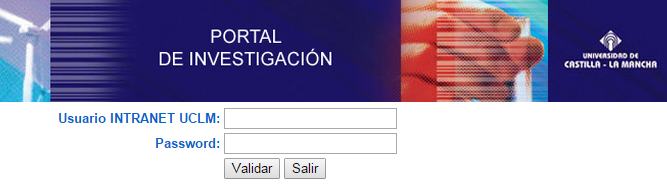 PORTAL
DE INVESTIGACIÓN
UNIVERSIDAD DE
CASTILLA - LA MANCHA
Usuario INTRANET UCLM:
Password:
Validar Salir